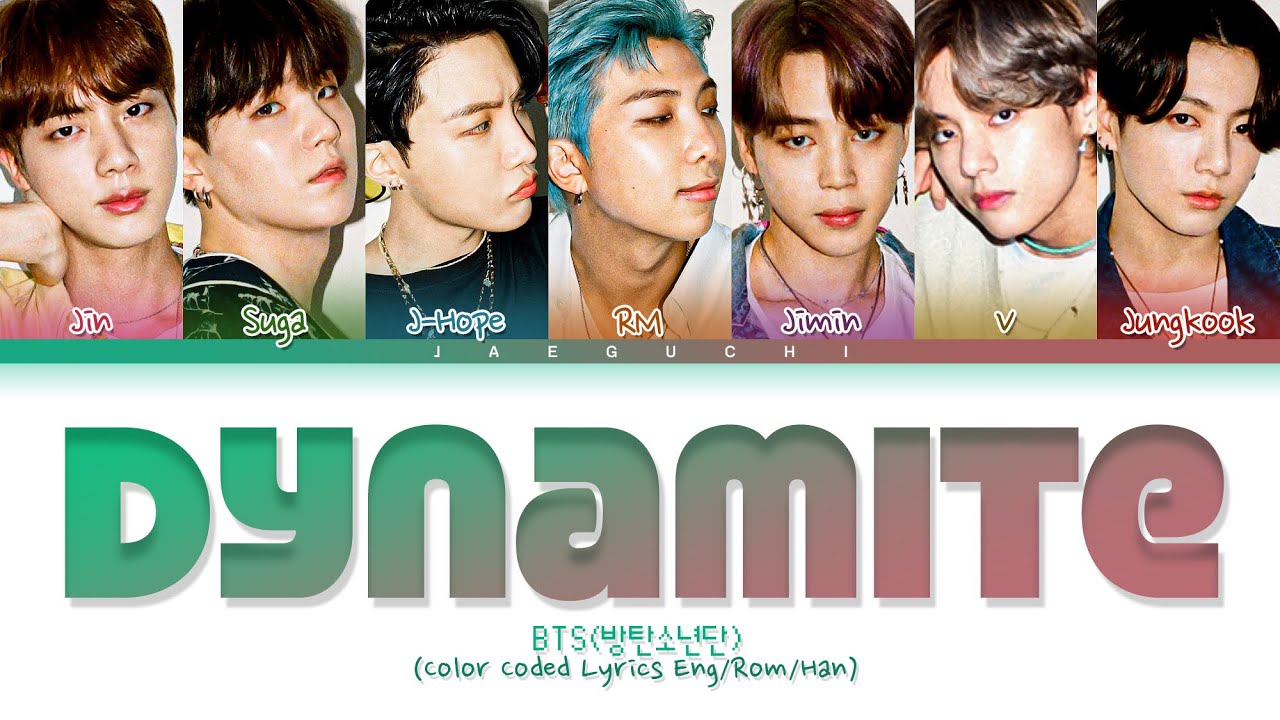 Jin Suga J-Hope RM Jimin V Jungkook
JAEGUCHI
DYNAMITE
BTS(방탄소년단)
(Color Coded Lyrics Eng/Rom/Han)